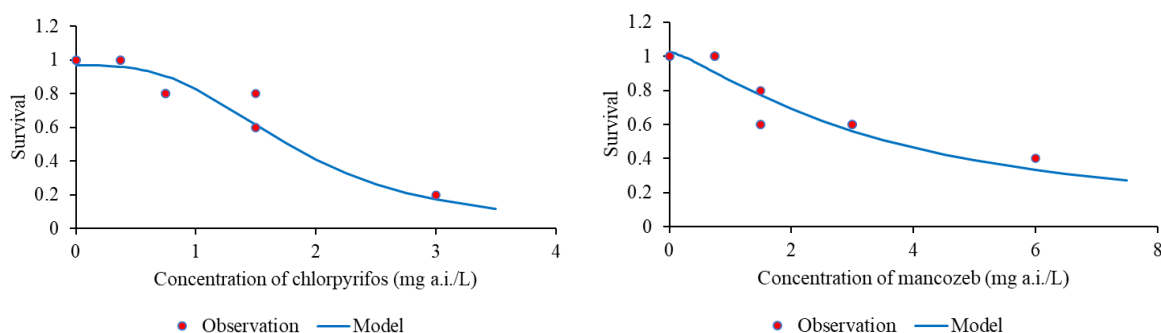 1.2
1
0.8
0.6
0.4
0.2
0
Survival
0 1 2 3 4
Concentration of chlorpyrifos (mg a.i./L)
Observation Model
1.2
1
0.8
0.6
0.4
0.2
0
Survival
0 2 4 6 8
Concentration of mancozeb (mg a.i./L)
Observation Model